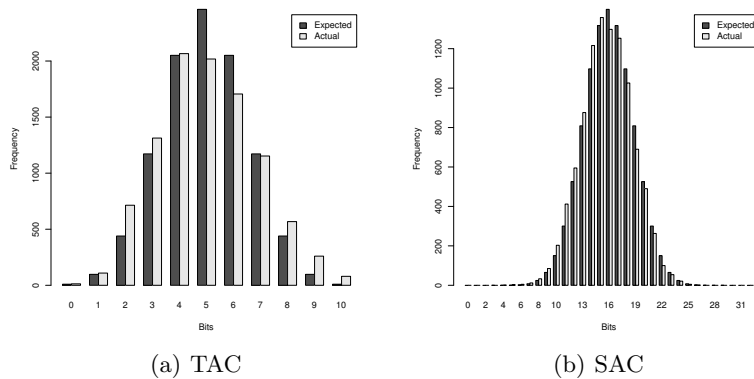 Expected
Actual
Frequency
0
500
1000
1500
2000
0 1 2 3 4 5 6 7 8 9 10
Bits
(a) TAC
Expected
Actual
Frequency
0
200
400
600
800
1000
1200
0 2 4 6 8 10 13 16 19 22 25 28 31
Bits
(b) SAC